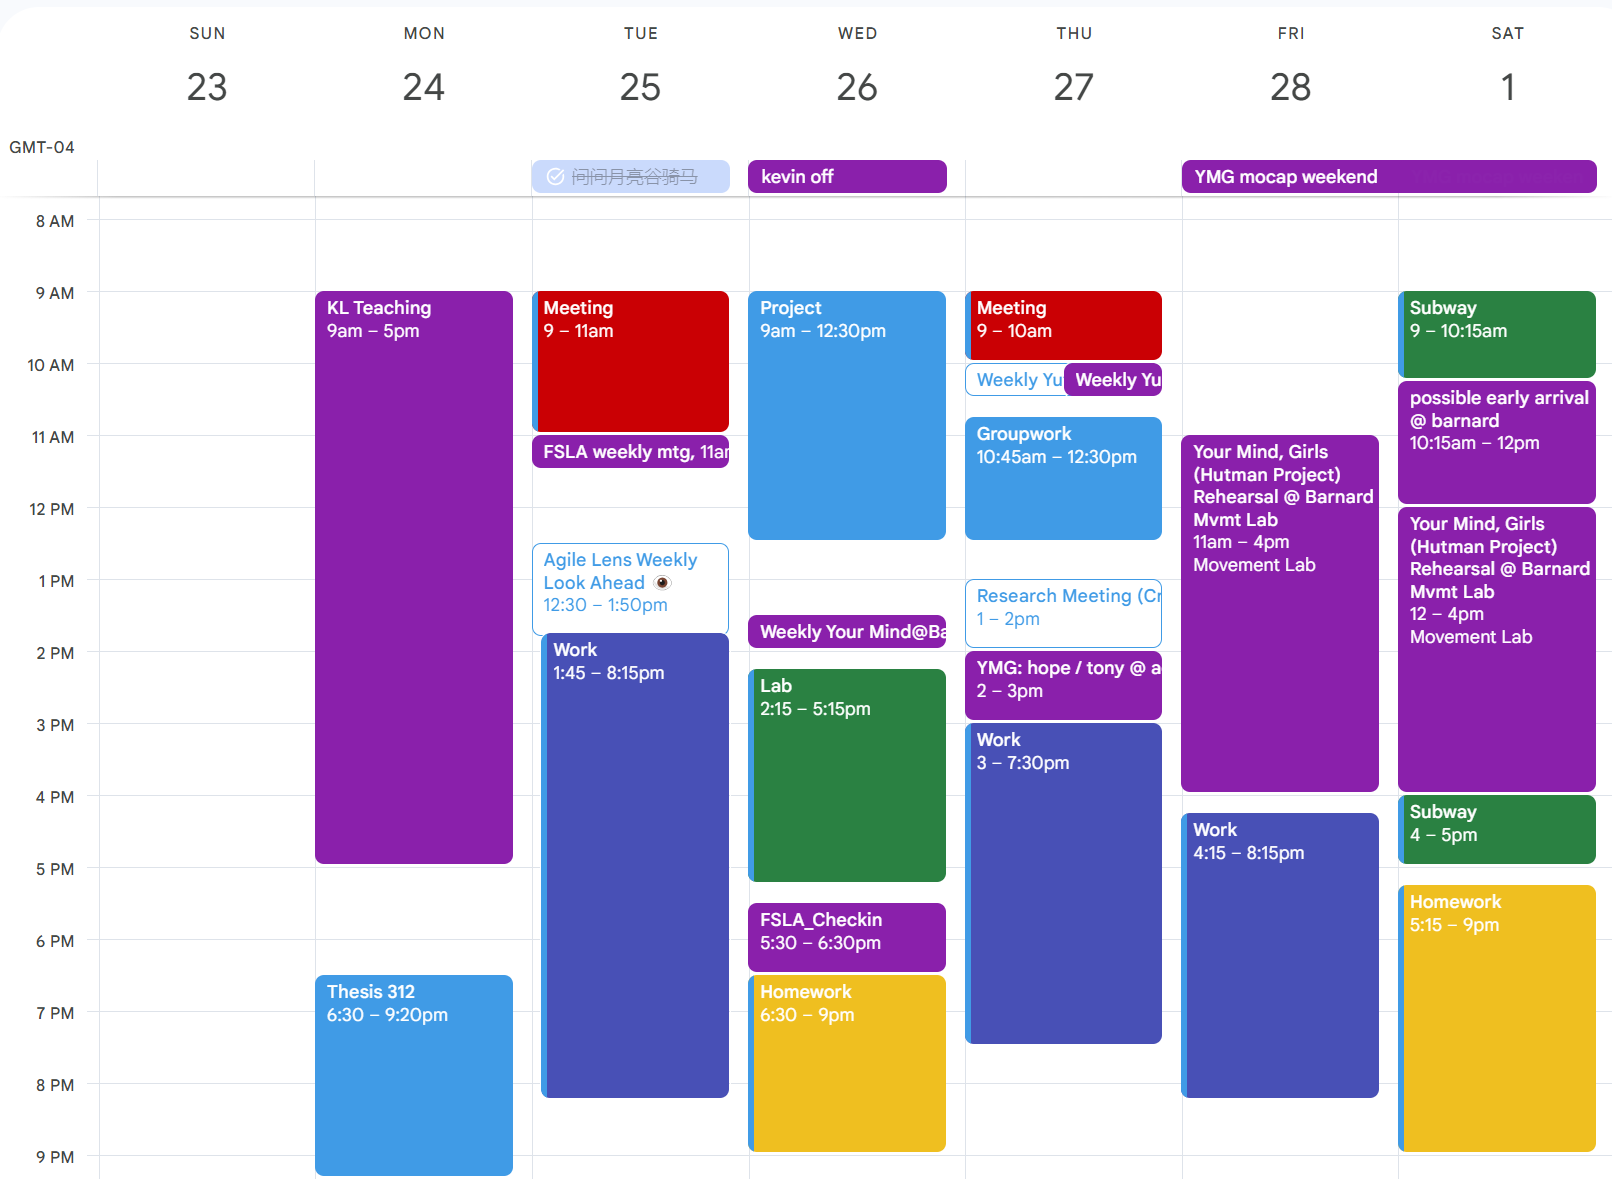 SUN MON TUE WED THU FRI SAT
23 24 25 26 27 28 1
GMT-04
问问月亮谷骑马
kevin off
YMG mocap weekend
8 AM
9 AM
10 AM
11 AM
12 PM
1 PM
2 PM
3 PM
4 PM
5 PM
6 PM
7 PM
8 PM
9 PM
KL Teaching
9am – 5pm
Thesis 312
6:30 – 9:20pm
Meeting
9 – 11am
FSLA weekly mtg, 11am
Agile Lens Weekly
Look Ahead 👁️
12:30 – 1:50pm
Work
1:45 – 8:15pm
Project
9am – 12:30pm
Weekly Your Mind@Ba
Lab
2:15 – 5:15pm
FSLA_Checkin
5:30 – 6:30pm
Homework
6:30 – 9pm
Meeting
9 – 10am
Weekly Yu
Weekly Yu
Groupwork
10:45am – 12:30pm
Research Meeting (Cr
1 – 2pm
YMG: hope / tony @ a
2 – 3pm
Work
3 – 7:30pm
Your Mind, Girls
(Hutman Project)
Rehearsal @ Barnard
Mvmt Lab
11am – 4pm
Movement Lab
Work
4:15 – 8:15pm
Subway
9 – 10:15am
possible early arrival
@ barnard
10:15am – 12pm
Your Mind, Girls
(Hutman Project)
Rehearsal @ Barnard
Mvmt Lab
12 – 4pm
Movement Lab
Subway
4 – 5pm
Homework
5:15 – 9pm